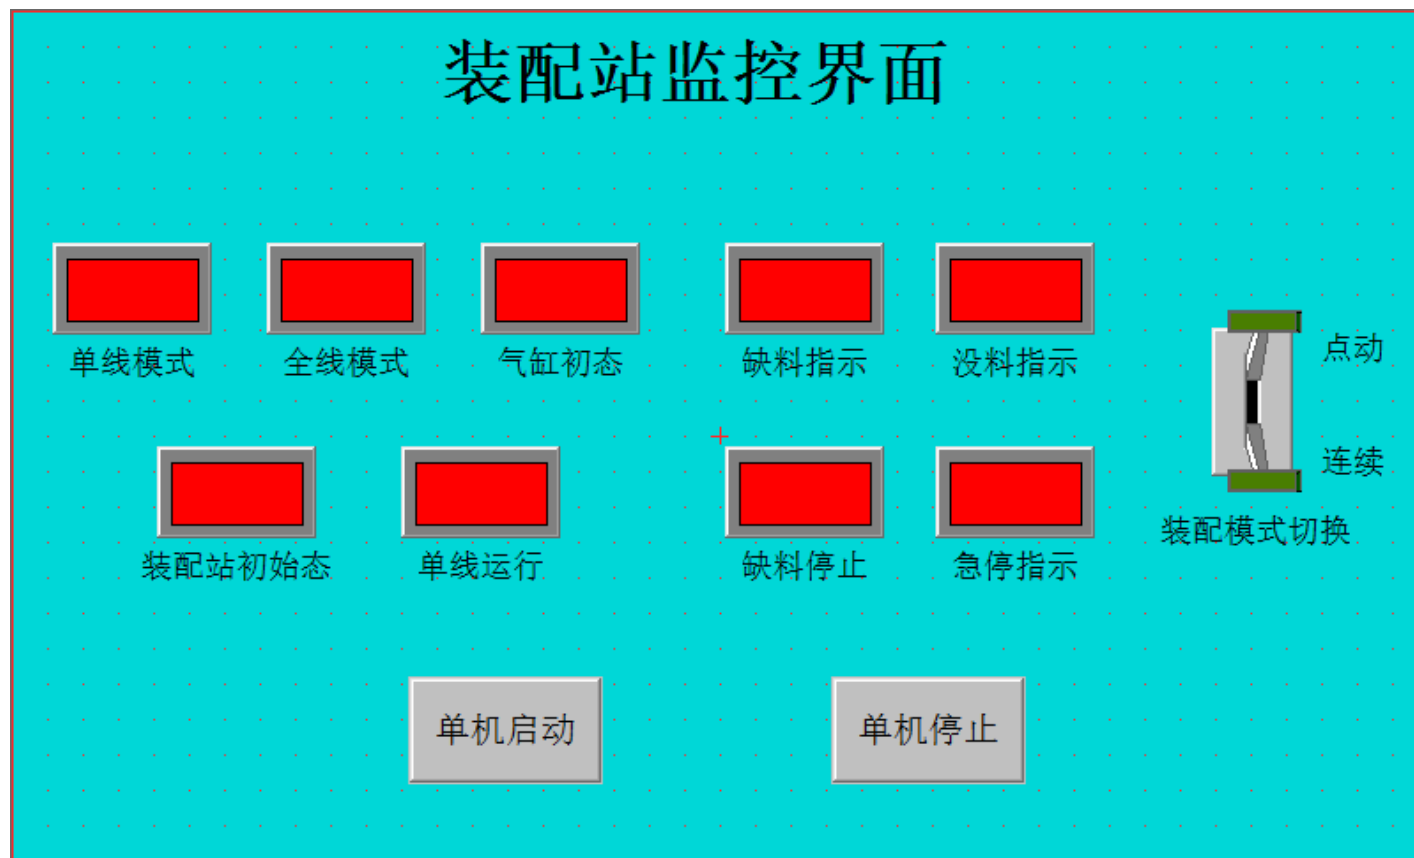 装配站监控界面
单线模式
全线模式
气缸初态
缺料指示
没料指示
点动
连续
装配模式切换
装配站初始态
单线运行
缺料停止
急停指示
单机启动
单机停止